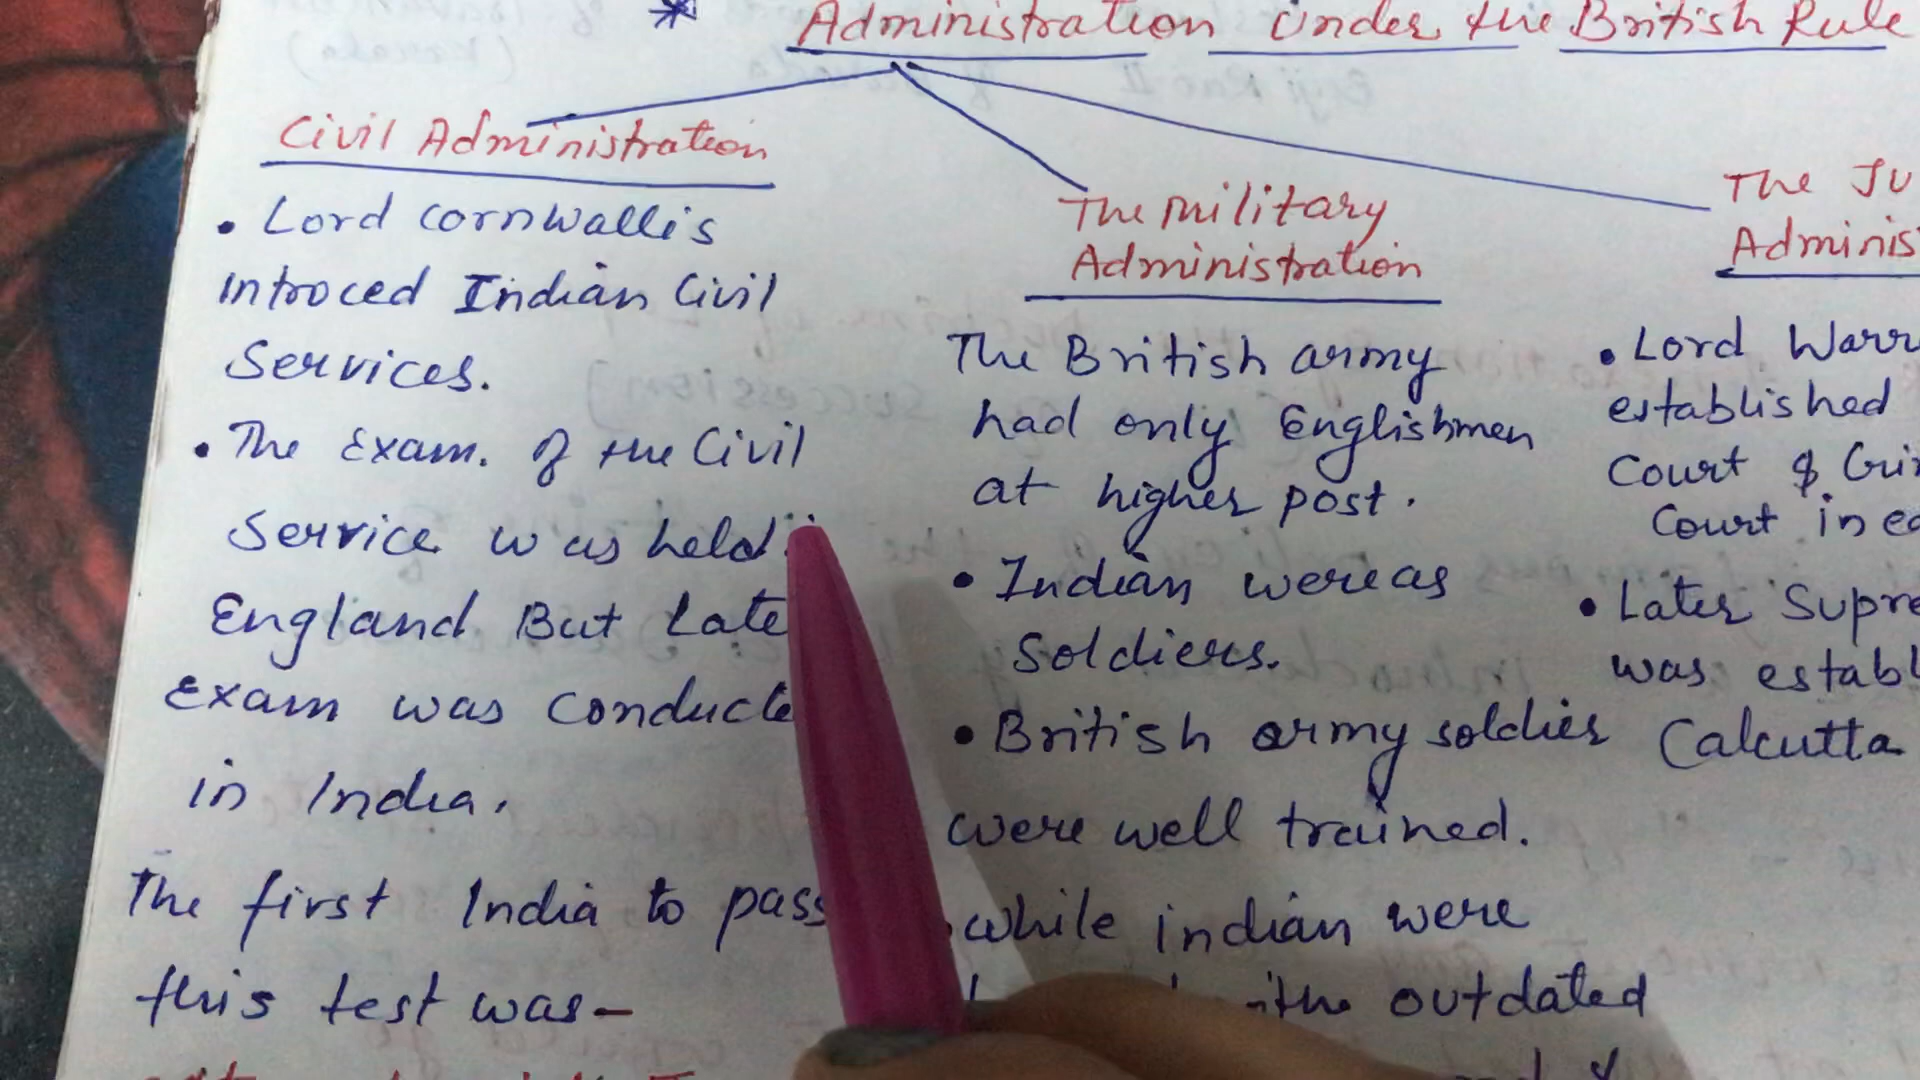 * Administration Under the British Rule
Civil Administration
• Lord Cornwallis
introced Indian Civil
Services.
• The Exam. of the Civil
Service was held
England But Late
Exam was conducte
in India.
The first India to pass
this test was-
The Military
Administration
The British army
had only Englishmen
at higher post.
• Indian were as
Soldiers.
• British army soldier
were well trained.
• while indian were
outdated
The Ju
Adminis
• Lord Warr
established
Court & Cri
Court in ea
• Later Supre
was establ
Calcutta